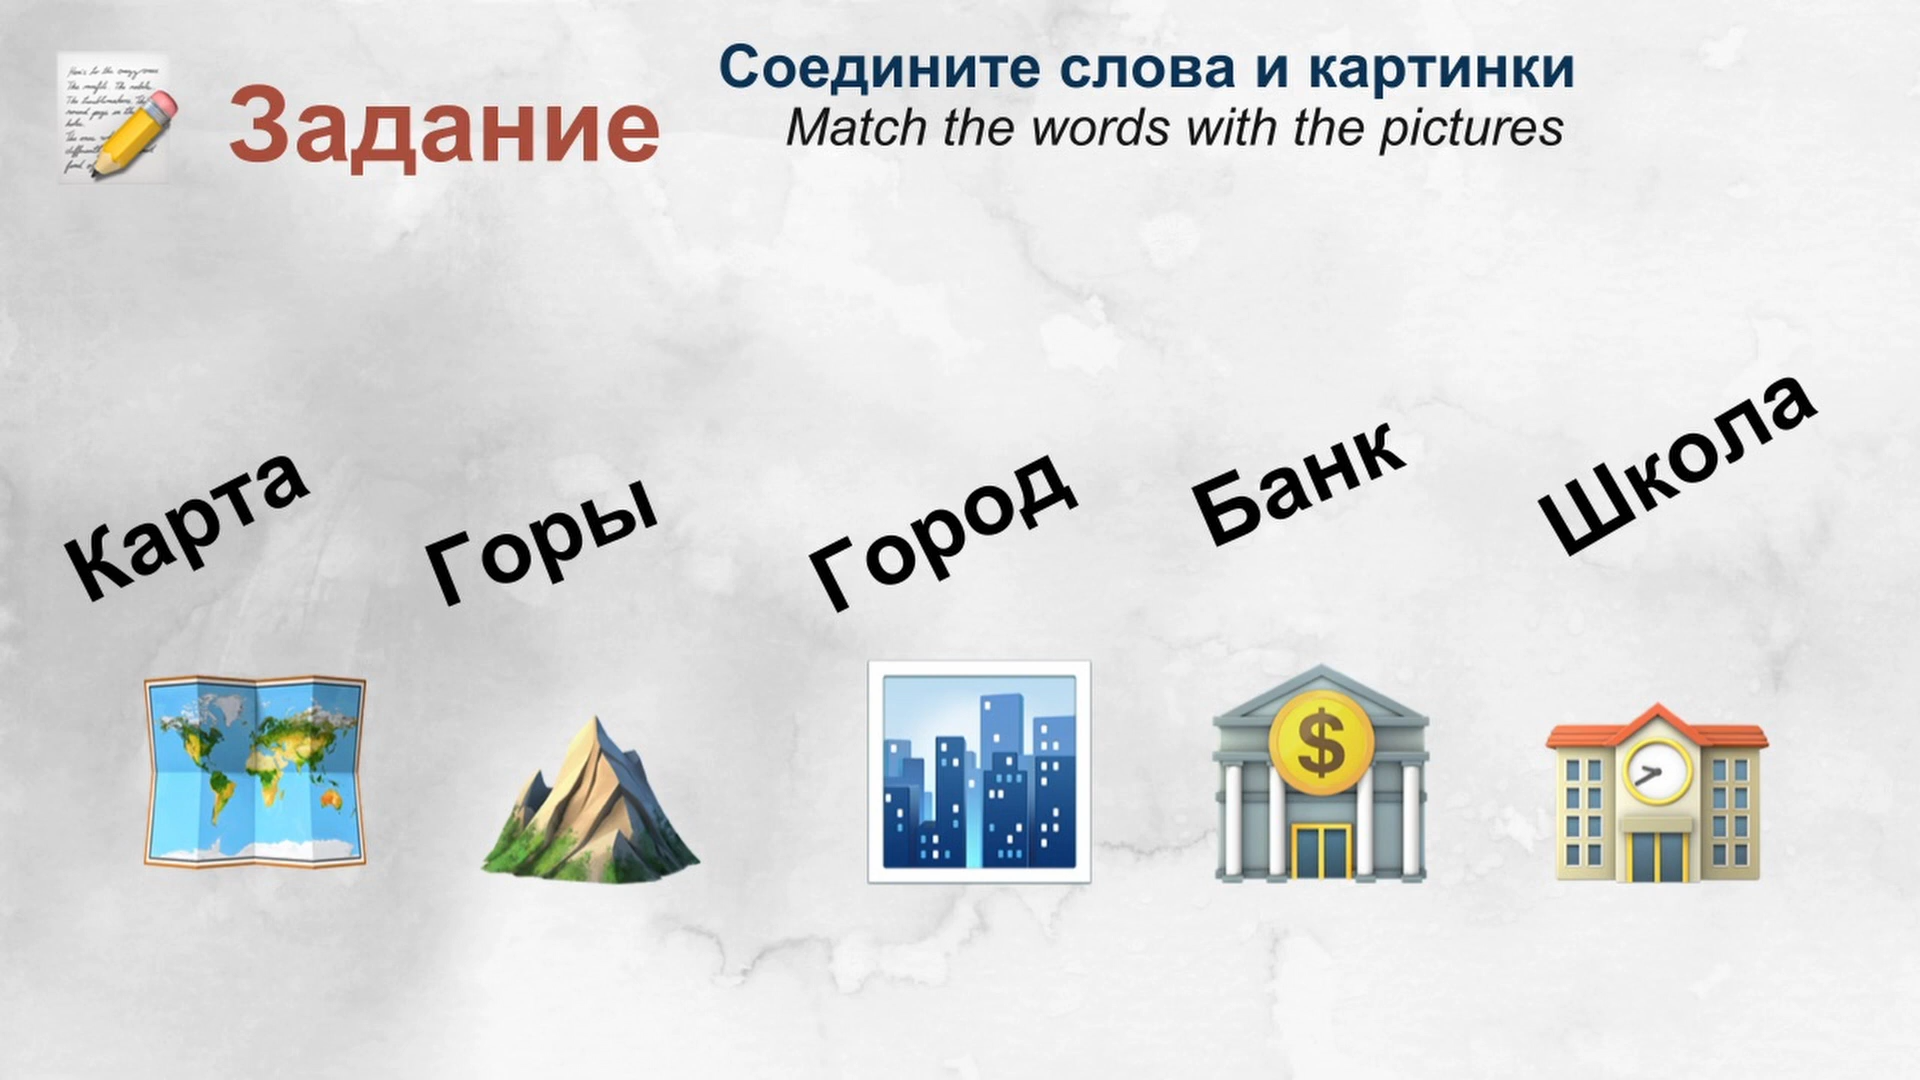 Задание
Соедините слова и картинки
Match the words with the pictures
Карта
Горы
Город
Банк
Школа
$